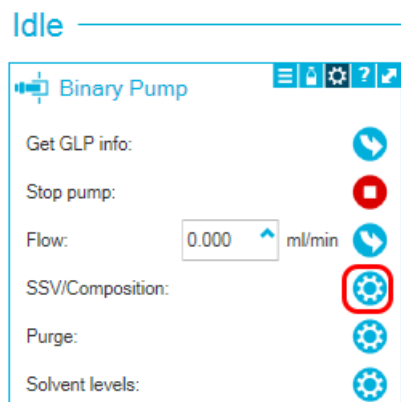 Idle
Binary Pump
?
Get GLP info:
Stop pump:
Flow: 0.000 ml/min
SSV/Composition:
Purge:
Solvent levels: